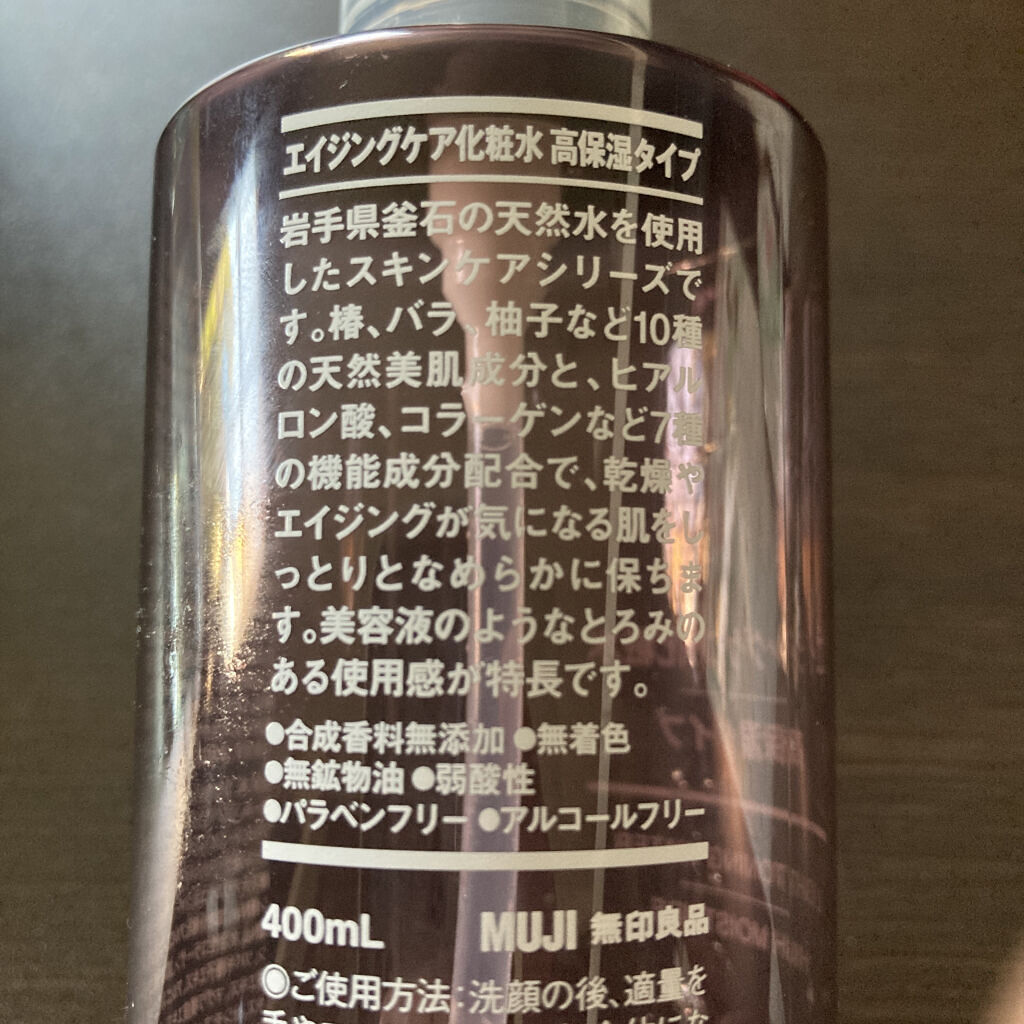 エイジングケア化粧水 高保湿タイプ
岩手県釜石の天然水を使用
したスキンケアシリーズで
す。椿、バラ、柚子など10種
の天然美肌成分と、ヒアル
ロン酸、コラーゲンなど7種
の機能成分配合で、乾燥や
エイジングが気になる肌をし
っとりとなめらかに保ちま
す。美容液のようなとろみの
ある使用感が特長です。
●合成香料無添加 ●無着色
●無鉱物油 ●弱酸性
●パラベンフリー ●アルコールフリー
400mL MUJI 無印良品
◎ご使用方法:洗顔の後、適量を